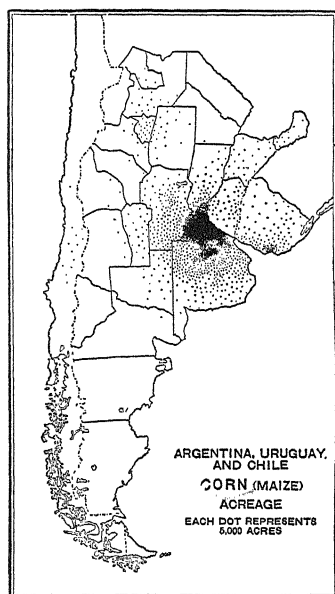 ARGENTINA, URUGUAY,
AND CHILE
CORN (MAIZE)
ACREAGE
EACH DOT REPRESENTS
5,000 ACRES